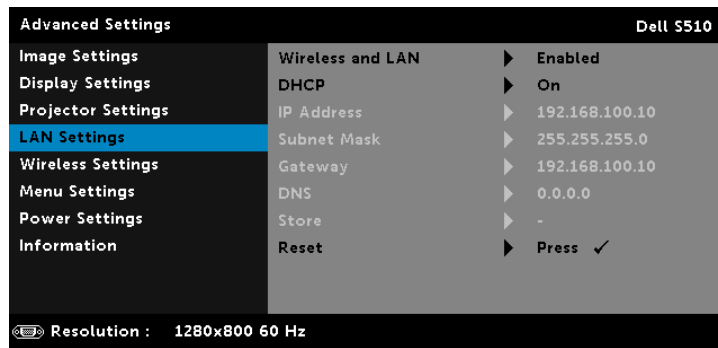 Advanced Settings Dell S510
Image Settings Wireless and LAN Enabled
Display Settings DHCP On
Projector Settings IP Address 192.168.100.10
LAN Settings Subnet Mask 255.255.255.0
Wireless Settings Gateway 192.168.100.10
Menu Settings DNS 0.0.0.0
Power Settings Store -
Information Reset Press ✓
Resolution : 1280x800 60 Hz